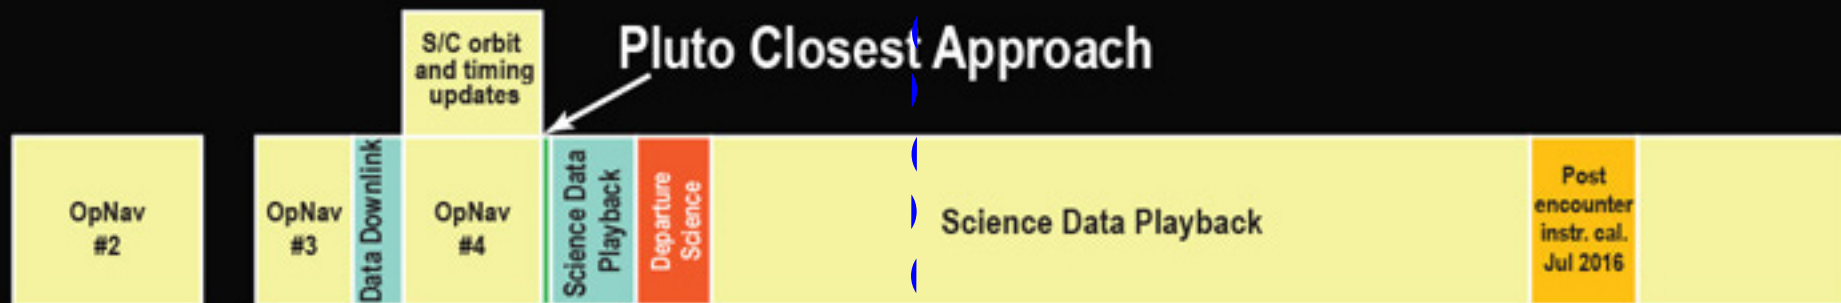 S/C orbit
and timing
updates
Pluto Closest Approach
OpNav
#2
OpNav
#3
Data Downlink
OpNav
#4
Science Data
Playback
Departure
Science
Science Data Playback
Post
encounter
instr. cal.
Jul 2016